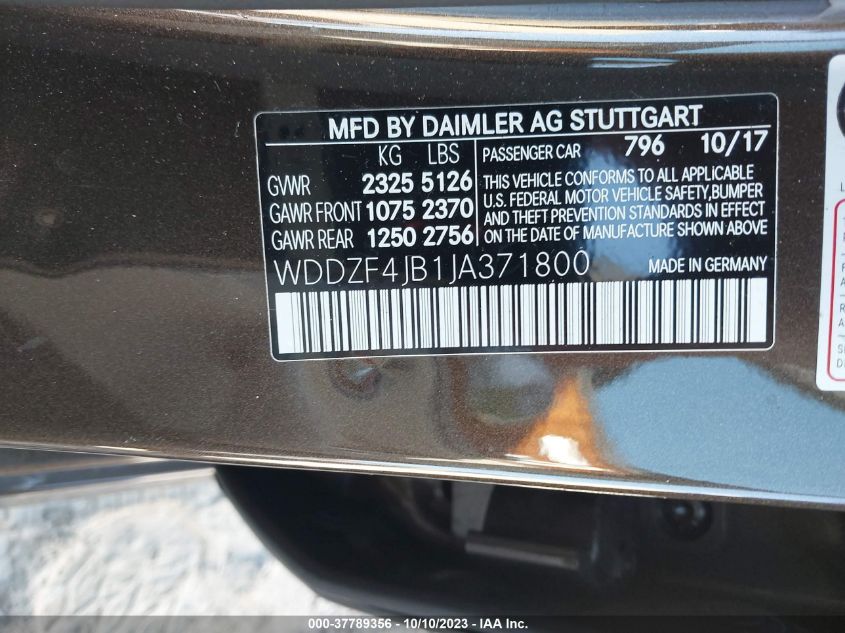 MFD BY DAIMLER AG STUTTGART
KG LBS
GVWR 2325 5126
GAWR FRONT 1075 2370
GAWR REAR 1250 2756
PASSENGER CAR 796 10/17
THIS VEHICLE CONFORMS TO ALL APPLICABLE
U.S. FEDERAL MOTOR VEHICLE SAFETY,BUMPER
AND THEFT PREVENTION STANDARDS IN EFFECT
ON THE DATE OF MANUFACTURE SHOWN ABOVE
WDDZF4JB1JA371800 MADE IN GERMANY
000-37789356 - 10/10/2023 - IAA Inc.